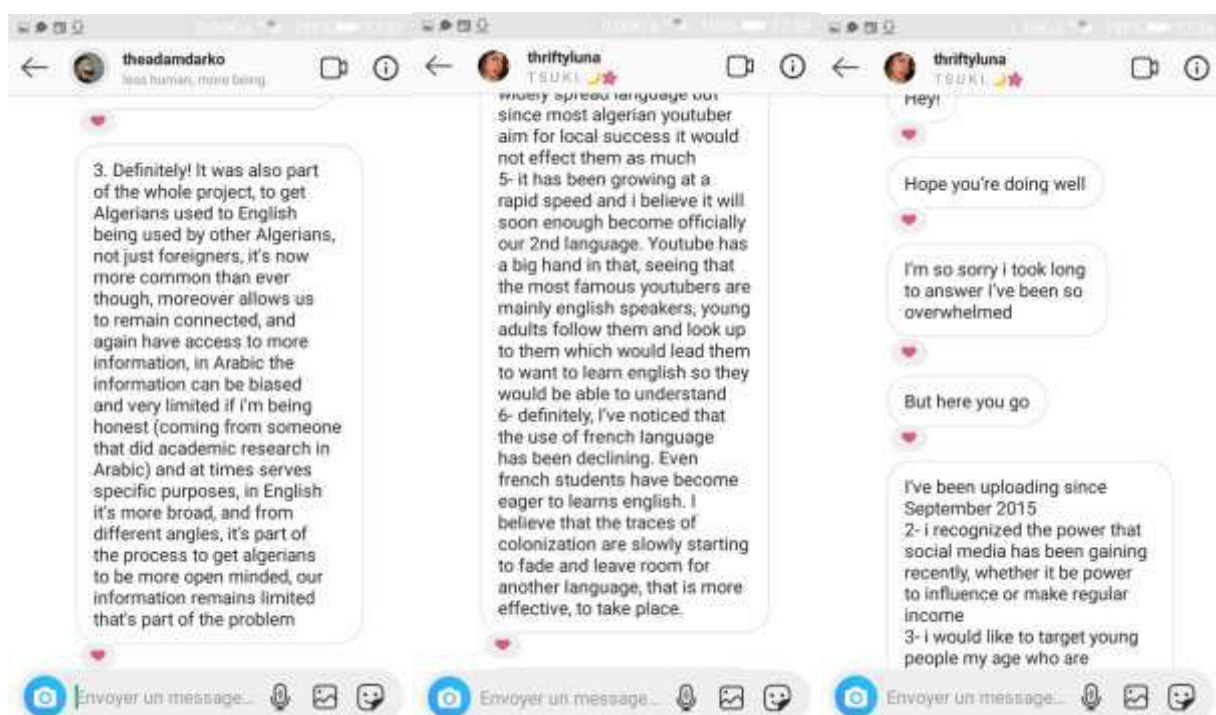 theadamdarko
less human, more being.
3. Definitely! It was also part
of the whole project, to get
Algerians used to English
being used by other Algerians,
not just foreigners, it's now
more common than ever
though, moreover allows us
to remain connected, and
again have access to more
information, in Arabic the
information can be biased
and very limited if i'm being
honest (coming from someone
that did academic research in
Arabic) and at times serves
specific purposes, in English
it's more broad, and from
different angles, it's part of
the process to get algerians
to be more open minded, our
information remains limited
that's part of the problem
Envoyer un message...
thriftyluna
TSUKI
widely spread language but
since most algerian youtuber
aim for local success it would
not effect them as much
5- it has been growing at a
rapid speed and i believe it will
soon enough become officially
our 2nd language. Youtube has
a big hand in that, seeing that
the most famous youtubers are
mainly english speakers, young
adults follow them and look up
to them which would lead them
to want to learn english so they
would be able to understand
6- definitely, I've noticed that
the use of french language
has been declining. Even
french students have become
eager to learns english. I
believe that the traces of
colonization are slowly starting
to fade and leave room for
another language, that is more
effective, to take place.
Envoyer un message...
thriftyluna
TSUKI
Hey!
Hope you're doing well
I'm so sorry i took long
to answer i've been so
overwhelmed
But here you go
I've been uploading since
September 2015
2- i recognized the power that
social media has been gaining
recently, whether it be power
to influence or make regular
income
3- i would like to target young
people my age who are
Envoyer un message...